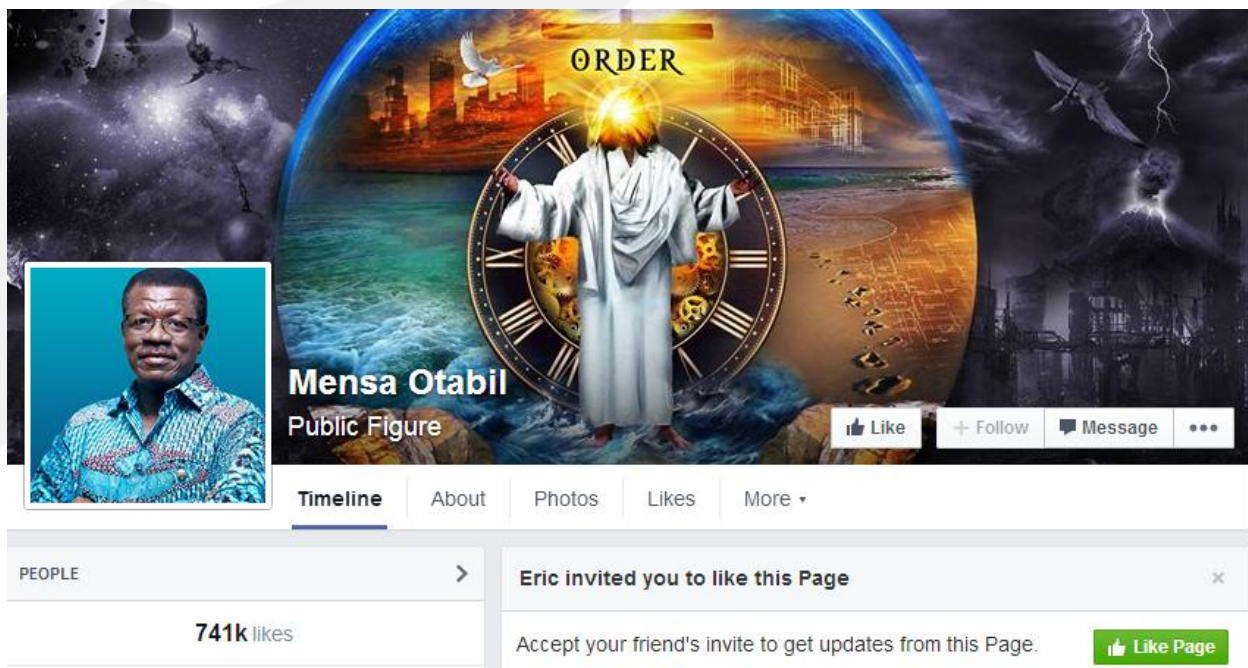 ORDER
Mensa Otabil
Public Figure
Like + Follow Message •••
Timeline About Photos Likes More
PEOPLE
741k likes
Eric invited you to like this Page ×
Accept your friend's invite to get updates from this Page. Like Page